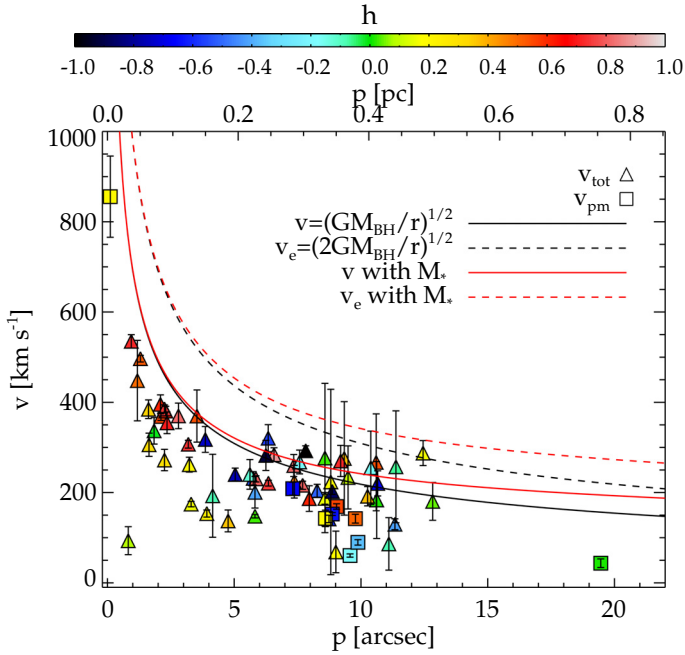 h
-1.0 -0.8 -0.6 -0.4 -0.2 0.0 0.2 0.4 0.6 0.8 1.0
p [pc]
0.0 0.2 0.4 0.6 0.8
1000
800
600
400
200
0
v [km s⁻¹]
v_tot
v_pm
v=(GM_BH/r)^1/2
v_e=(2GM_BH/r)^1/2
v with M_*
v_e with M_*
0 5 10 15 20
p [arcsec]